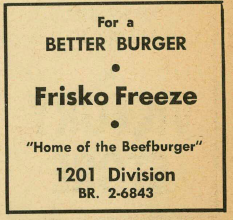 For a
BETTER BURGER
•
Frisko Freeze
•
"Home of the Beefburger"
1201 Division
BR. 2-6843